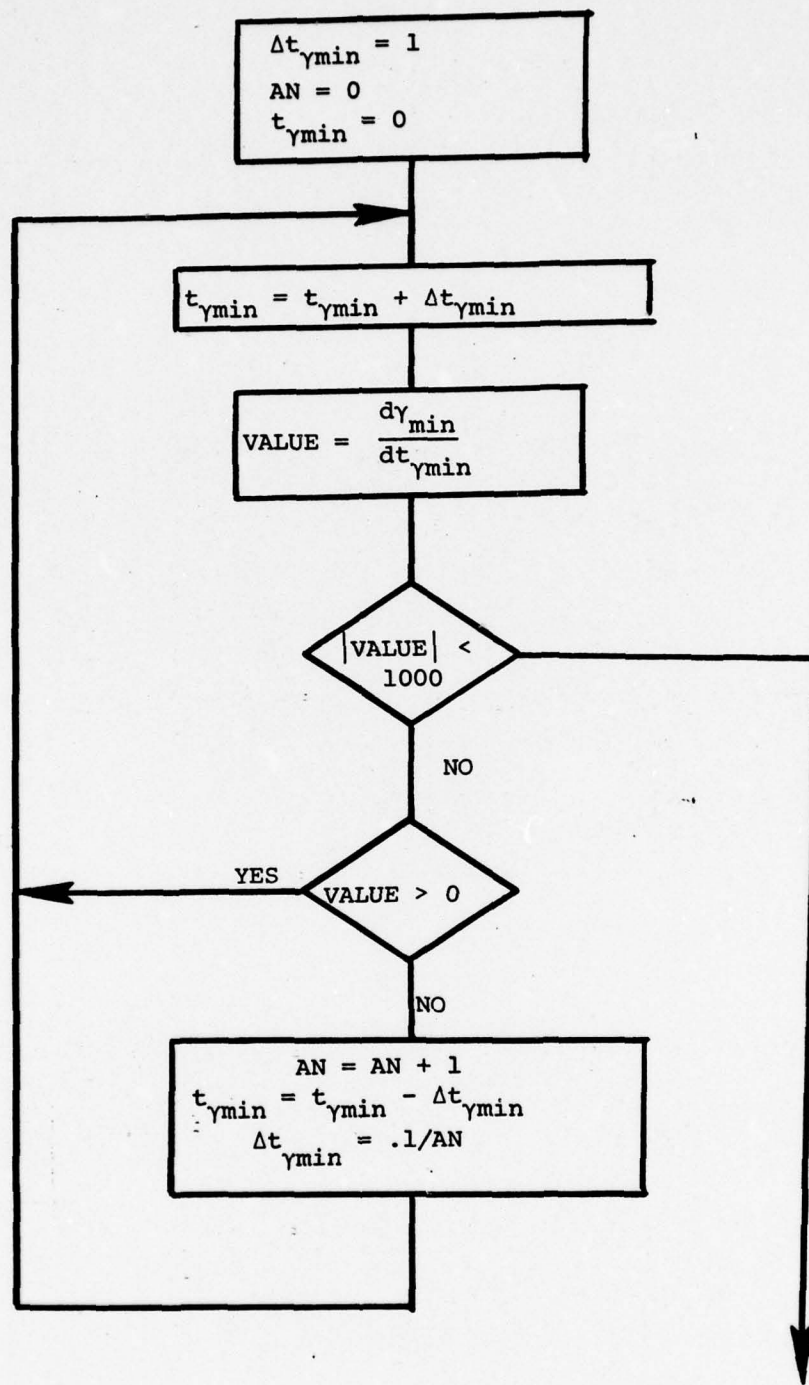 Δt_γmin = 1
AN = 0
t_γmin = 0
t_γmin = t_γmin + Δt_γmin
VALUE = dγ_min / dt_γmin
|VALUE| <
1000
NO
YES
VALUE > 0
NO
AN = AN + 1
t_γmin = t_γmin - Δt_γmin
Δt_γmin = .1/AN